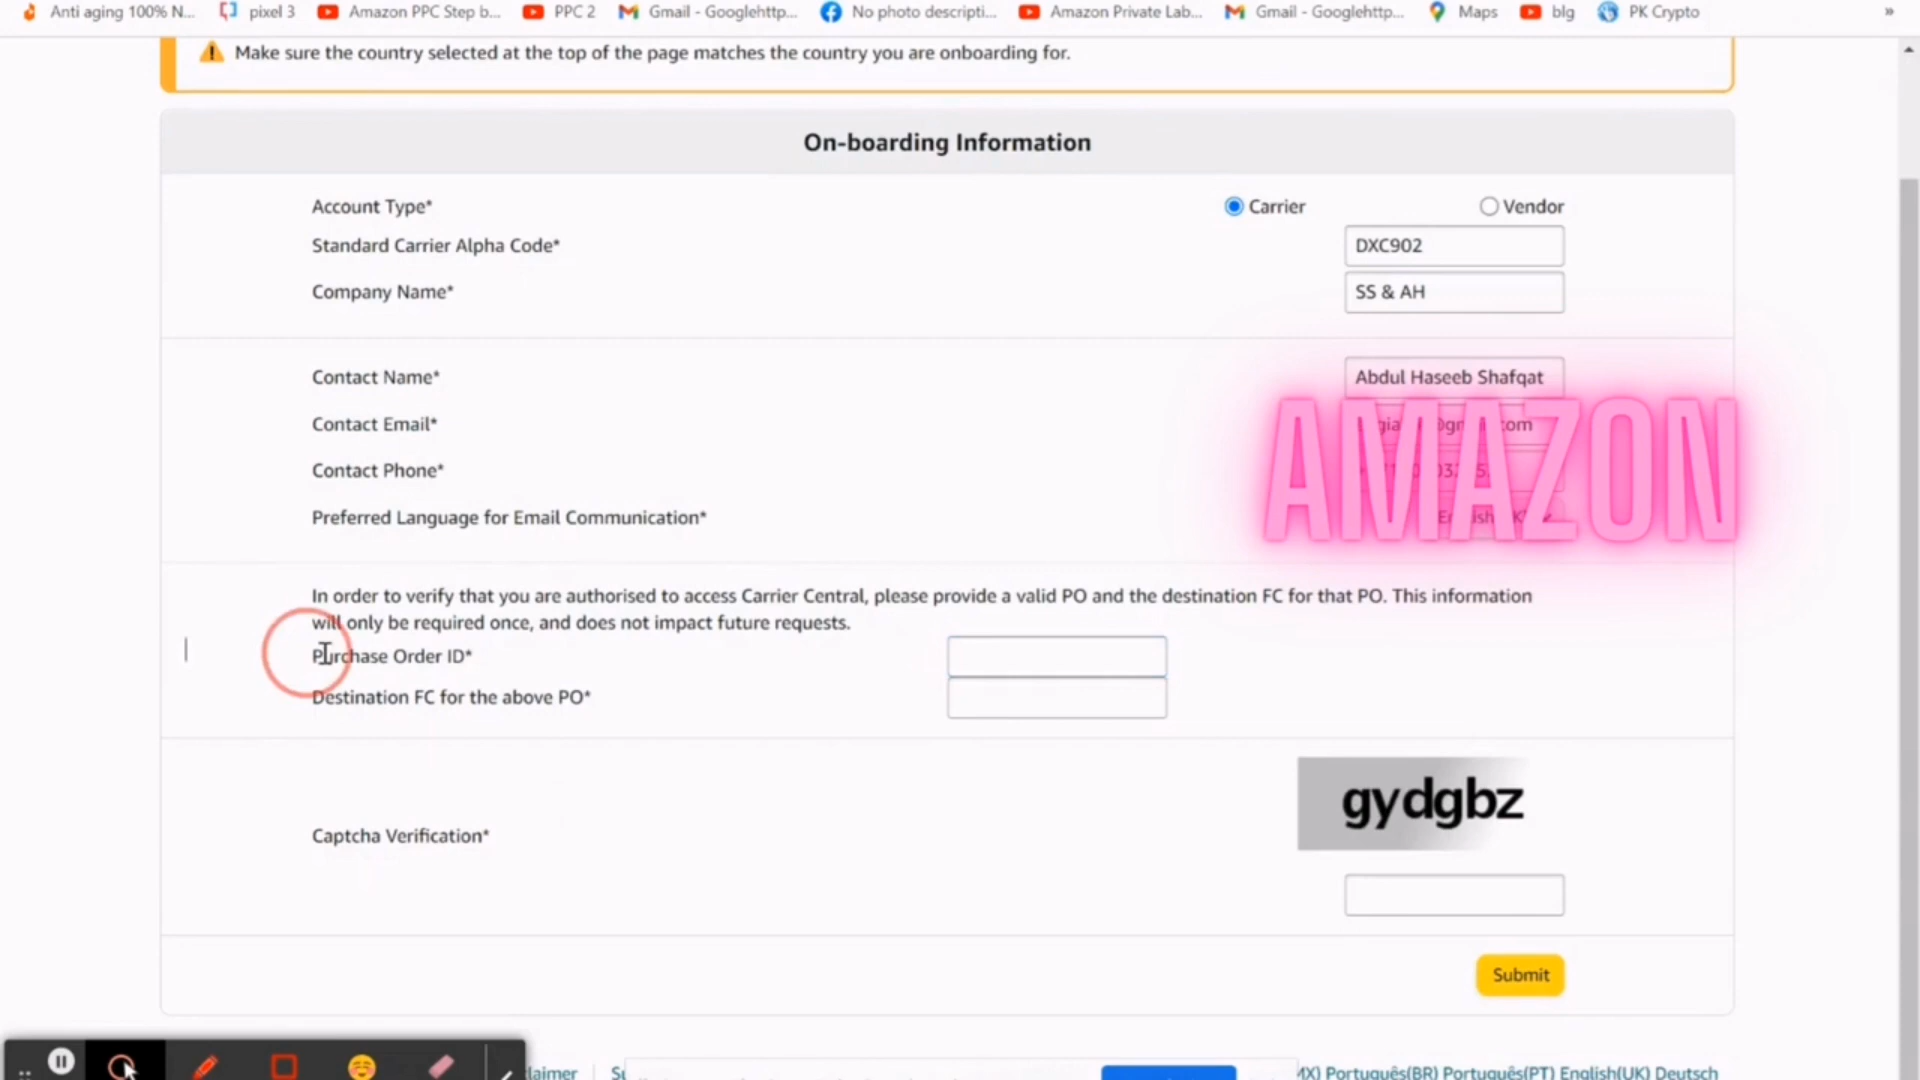 Anti aging 100% N... pixel 3 Amazon PPC Step b... PPC 2 Gmail - Googlehttp... No photo descripti... Amazon Private Lab... Gmail - Googlehttp... Maps blg PK Crypto »
Make sure the country selected at the top of the page matches the country you are onboarding for.
On-boarding Information
Account Type* Carrier Vendor
Standard Carrier Alpha Code* DXC902
Company Name* SS & AH
Contact Name* Abdul Haseeb Shafqat
Contact Email*
Contact Phone*
AMAZON
Preferred Language for Email Communication*
In order to verify that you are authorised to access Carrier Central, please provide a valid PO and the destination FC for that PO. This information
will only be required once, and does not impact future requests.
Purchase Order ID*
Destination FC for the above PO*
gydgbz
Captcha Verification*
Submit
Português(BR) Português(PT) English(UK) Deutsch